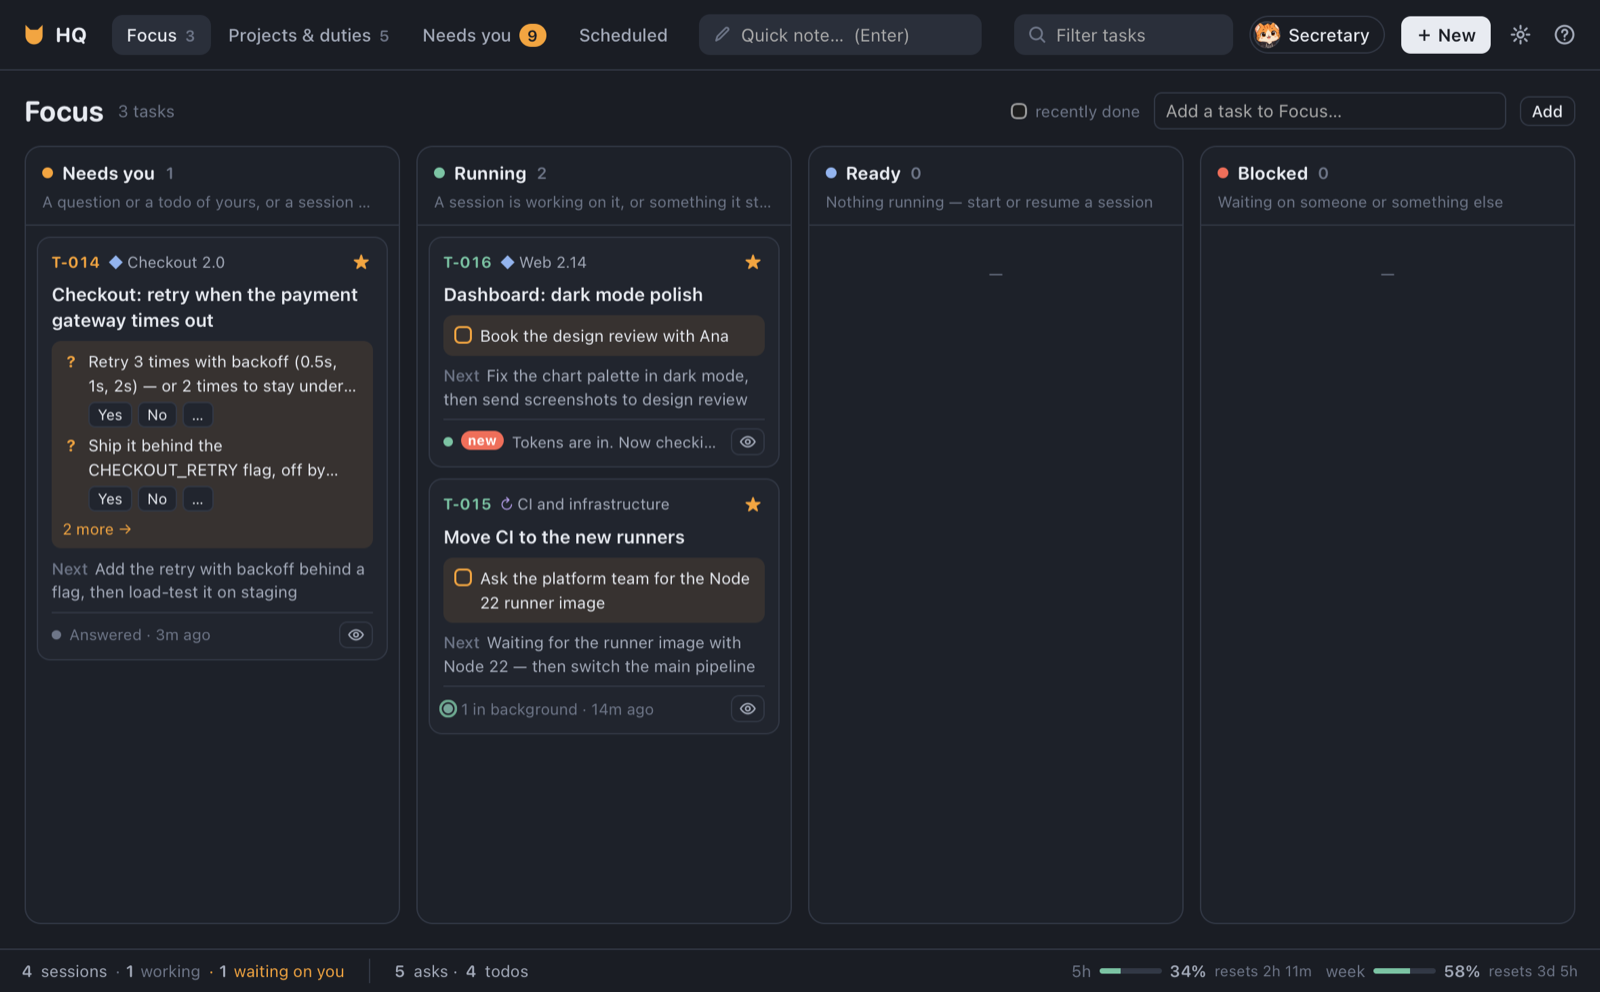 HQ
Focus 3
Projects & duties 5
Needs you 9
Scheduled
Quick note... (Enter)
Filter tasks
Secretary
+ New
Focus 3 tasks
recently done
Add a task to Focus...
Add
Needs you 1
A question or a todo of yours, or a session ...
T-014 Checkout 2.0
Checkout: retry when the payment
gateway times out
? Retry 3 times with backoff (0.5s,
1s, 2s) — or 2 times to stay under...
Yes No ...
? Ship it behind the
CHECKOUT_RETRY flag, off by...
Yes No ...
2 more →
Next Add the retry with backoff behind a
flag, then load-test it on staging
Answered · 3m ago
Running 2
A session is working on it, or something it st...
T-016 Web 2.14
Dashboard: dark mode polish
Book the design review with Ana
Next Fix the chart palette in dark mode,
then send screenshots to design review
new Tokens are in. Now checki...
T-015 CI and infrastructure
Move CI to the new runners
Ask the platform team for the Node
22 runner image
Next Waiting for the runner image with
Node 22 — then switch the main pipeline
1 in background · 14m ago
Ready 0
Nothing running — start or resume a session
—
Blocked 0
Waiting on someone or something else
—
4 sessions · 1 working · 1 waiting on you
5 asks · 4 todos
5h 34% resets 2h 11m
week 58% resets 3d 5h